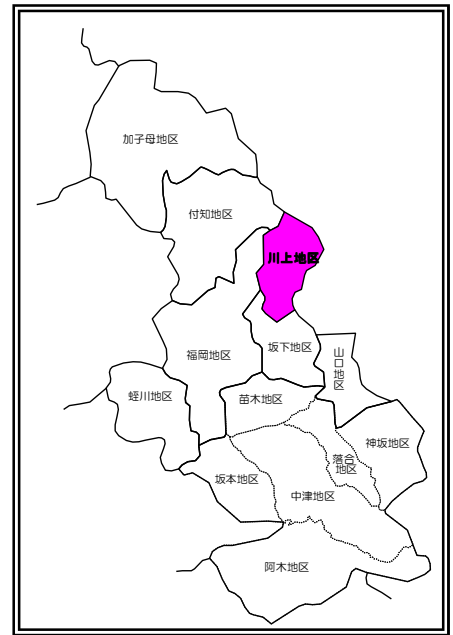 加子母地区
付知地区
川上地区
福岡地区
坂下地区
山口地区
蛭川地区
苗木地区
神坂地区
落合
地区
坂本地区
中津地区
阿木地区